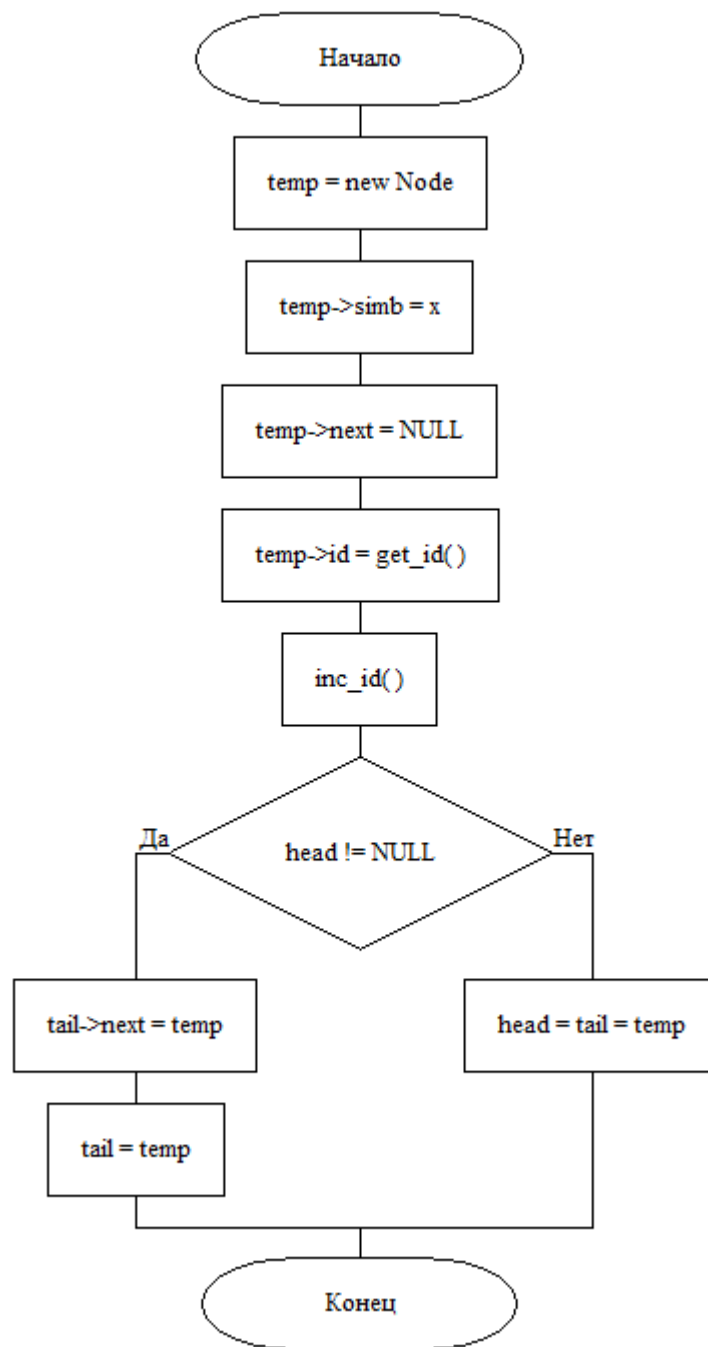 Начало
temp = new Node
temp->simb = x
temp->next = NULL
temp->id = get_id( )
inc_id( )
Да
head != NULL
Нет
tail->next = temp
head = tail = temp
tail = temp
Конец